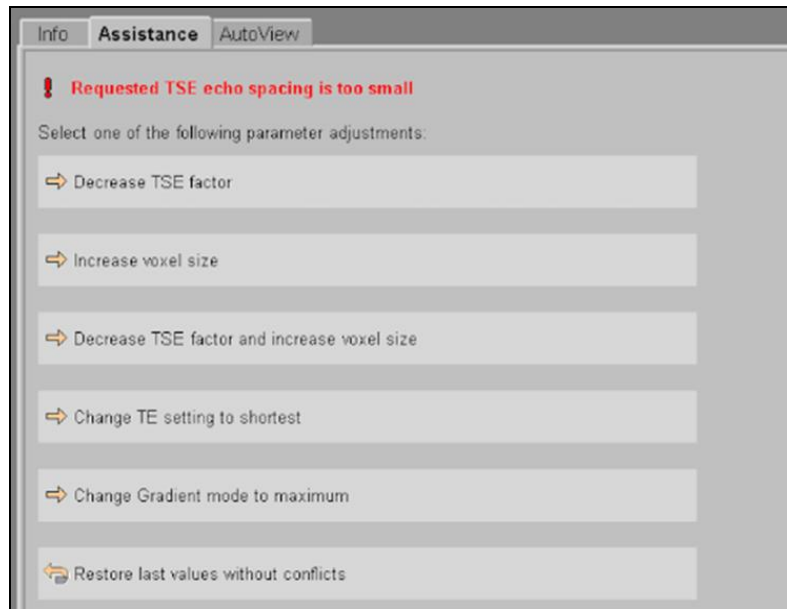 Info Assistance AutoView
Requested TSE echo spacing is too small
Select one of the following parameter adjustments:
Decrease TSE factor
Increase voxel size
Decrease TSE factor and increase voxel size
Change TE setting to shortest
Change Gradient mode to maximum
Restore last values without conflicts